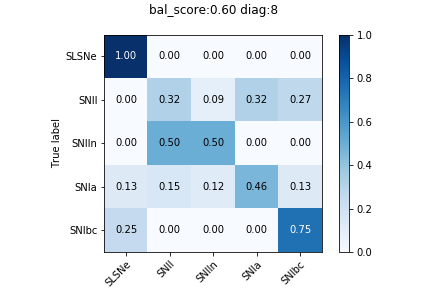 bal_score:0.60 diag:8
True label
SLSNe 1.00 0.00 0.00 0.00 0.00
SNII 0.00 0.32 0.09 0.32 0.27
SNIIn 0.00 0.50 0.50 0.00 0.00
SNIa 0.13 0.15 0.12 0.46 0.13
SNIbc 0.25 0.00 0.00 0.00 0.75
SLSNe SNII SNIIn SNIa SNIbc
1.0
0.8
0.6
0.4
0.2
0.0